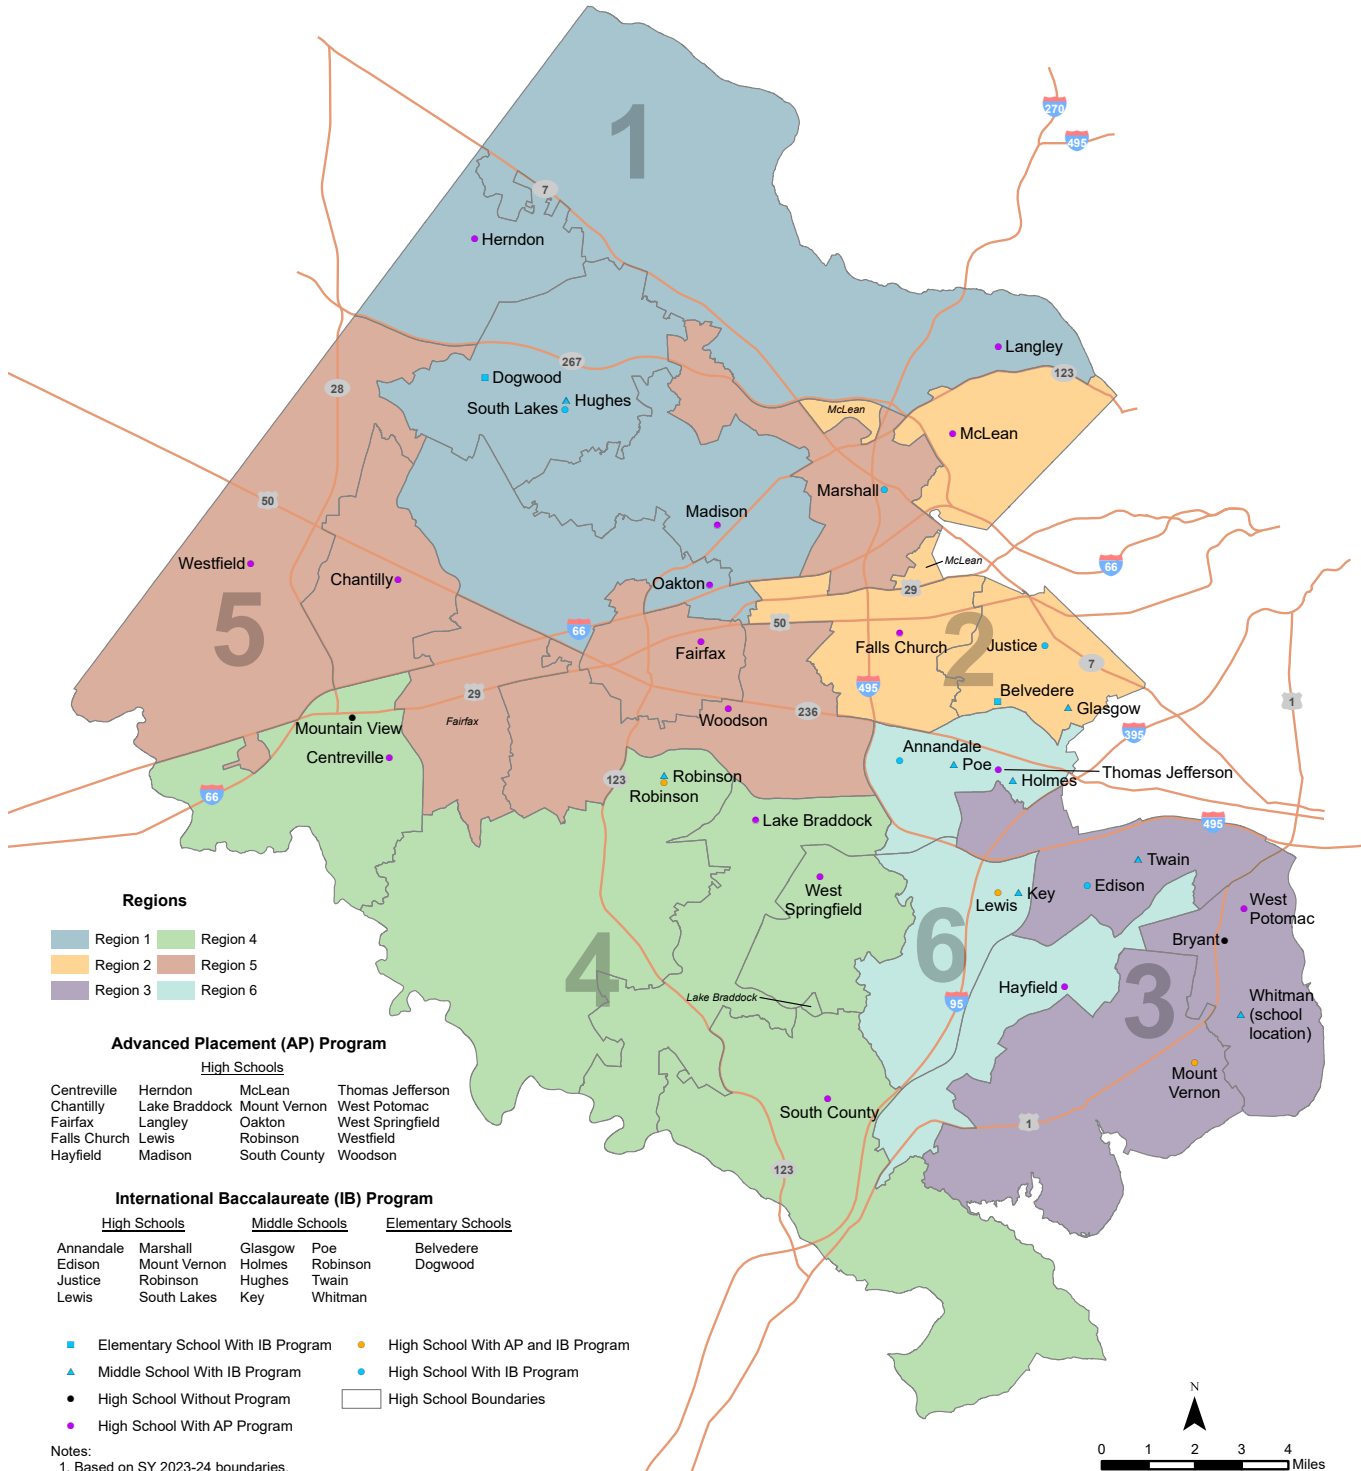 1
270
495
7
Herndon
Langley
267
123
Dogwood
28
Hughes
South Lakes
McLean
McLean
Marshall
50
Madison
McLean
Westfield
66
Chantilly
Oakton
29
5
50
66
2
Fairfax
Falls Church
Justice
7
495
Belvedere
29
1
Glasgow
Fairfax
Woodson
236
Mountain View
395
Annandale
Centreville
Poe
Thomas Jefferson
123
Robinson
Holmes
Robinson
66
Lake Braddock
495
Twain
West
Springfield
Edison
Key
Lewis
West
Potomac
6
Bryant
4
3
Hayfield
Lake Braddock
95
Whitman
(school
location)
Mount
Vernon
South County
1
123
Regions
Region 1 Region 4
Region 2 Region 5
Region 3 Region 6
Advanced Placement (AP) Program
High Schools
Centreville Herndon McLean Thomas Jefferson
Chantilly Lake Braddock Mount Vernon West Potomac
Fairfax Langley Oakton West Springfield
Falls Church Lewis Robinson Westfield
Hayfield Madison South County Woodson
International Baccalaureate (IB) Program
High Schools Middle Schools Elementary Schools
Annandale Marshall Glasgow Poe Belvedere
Edison Mount Vernon Holmes Robinson Dogwood
Justice Robinson Hughes Twain
Lewis South Lakes Key Whitman
Elementary School With IB Program High School With AP and IB Program
Middle School With IB Program High School With IB Program
High School Without Program High School Boundaries
High School With AP Program
Notes:
1. Based on SY 2023-24 boundaries.
N
0 1 2 3 4
Miles